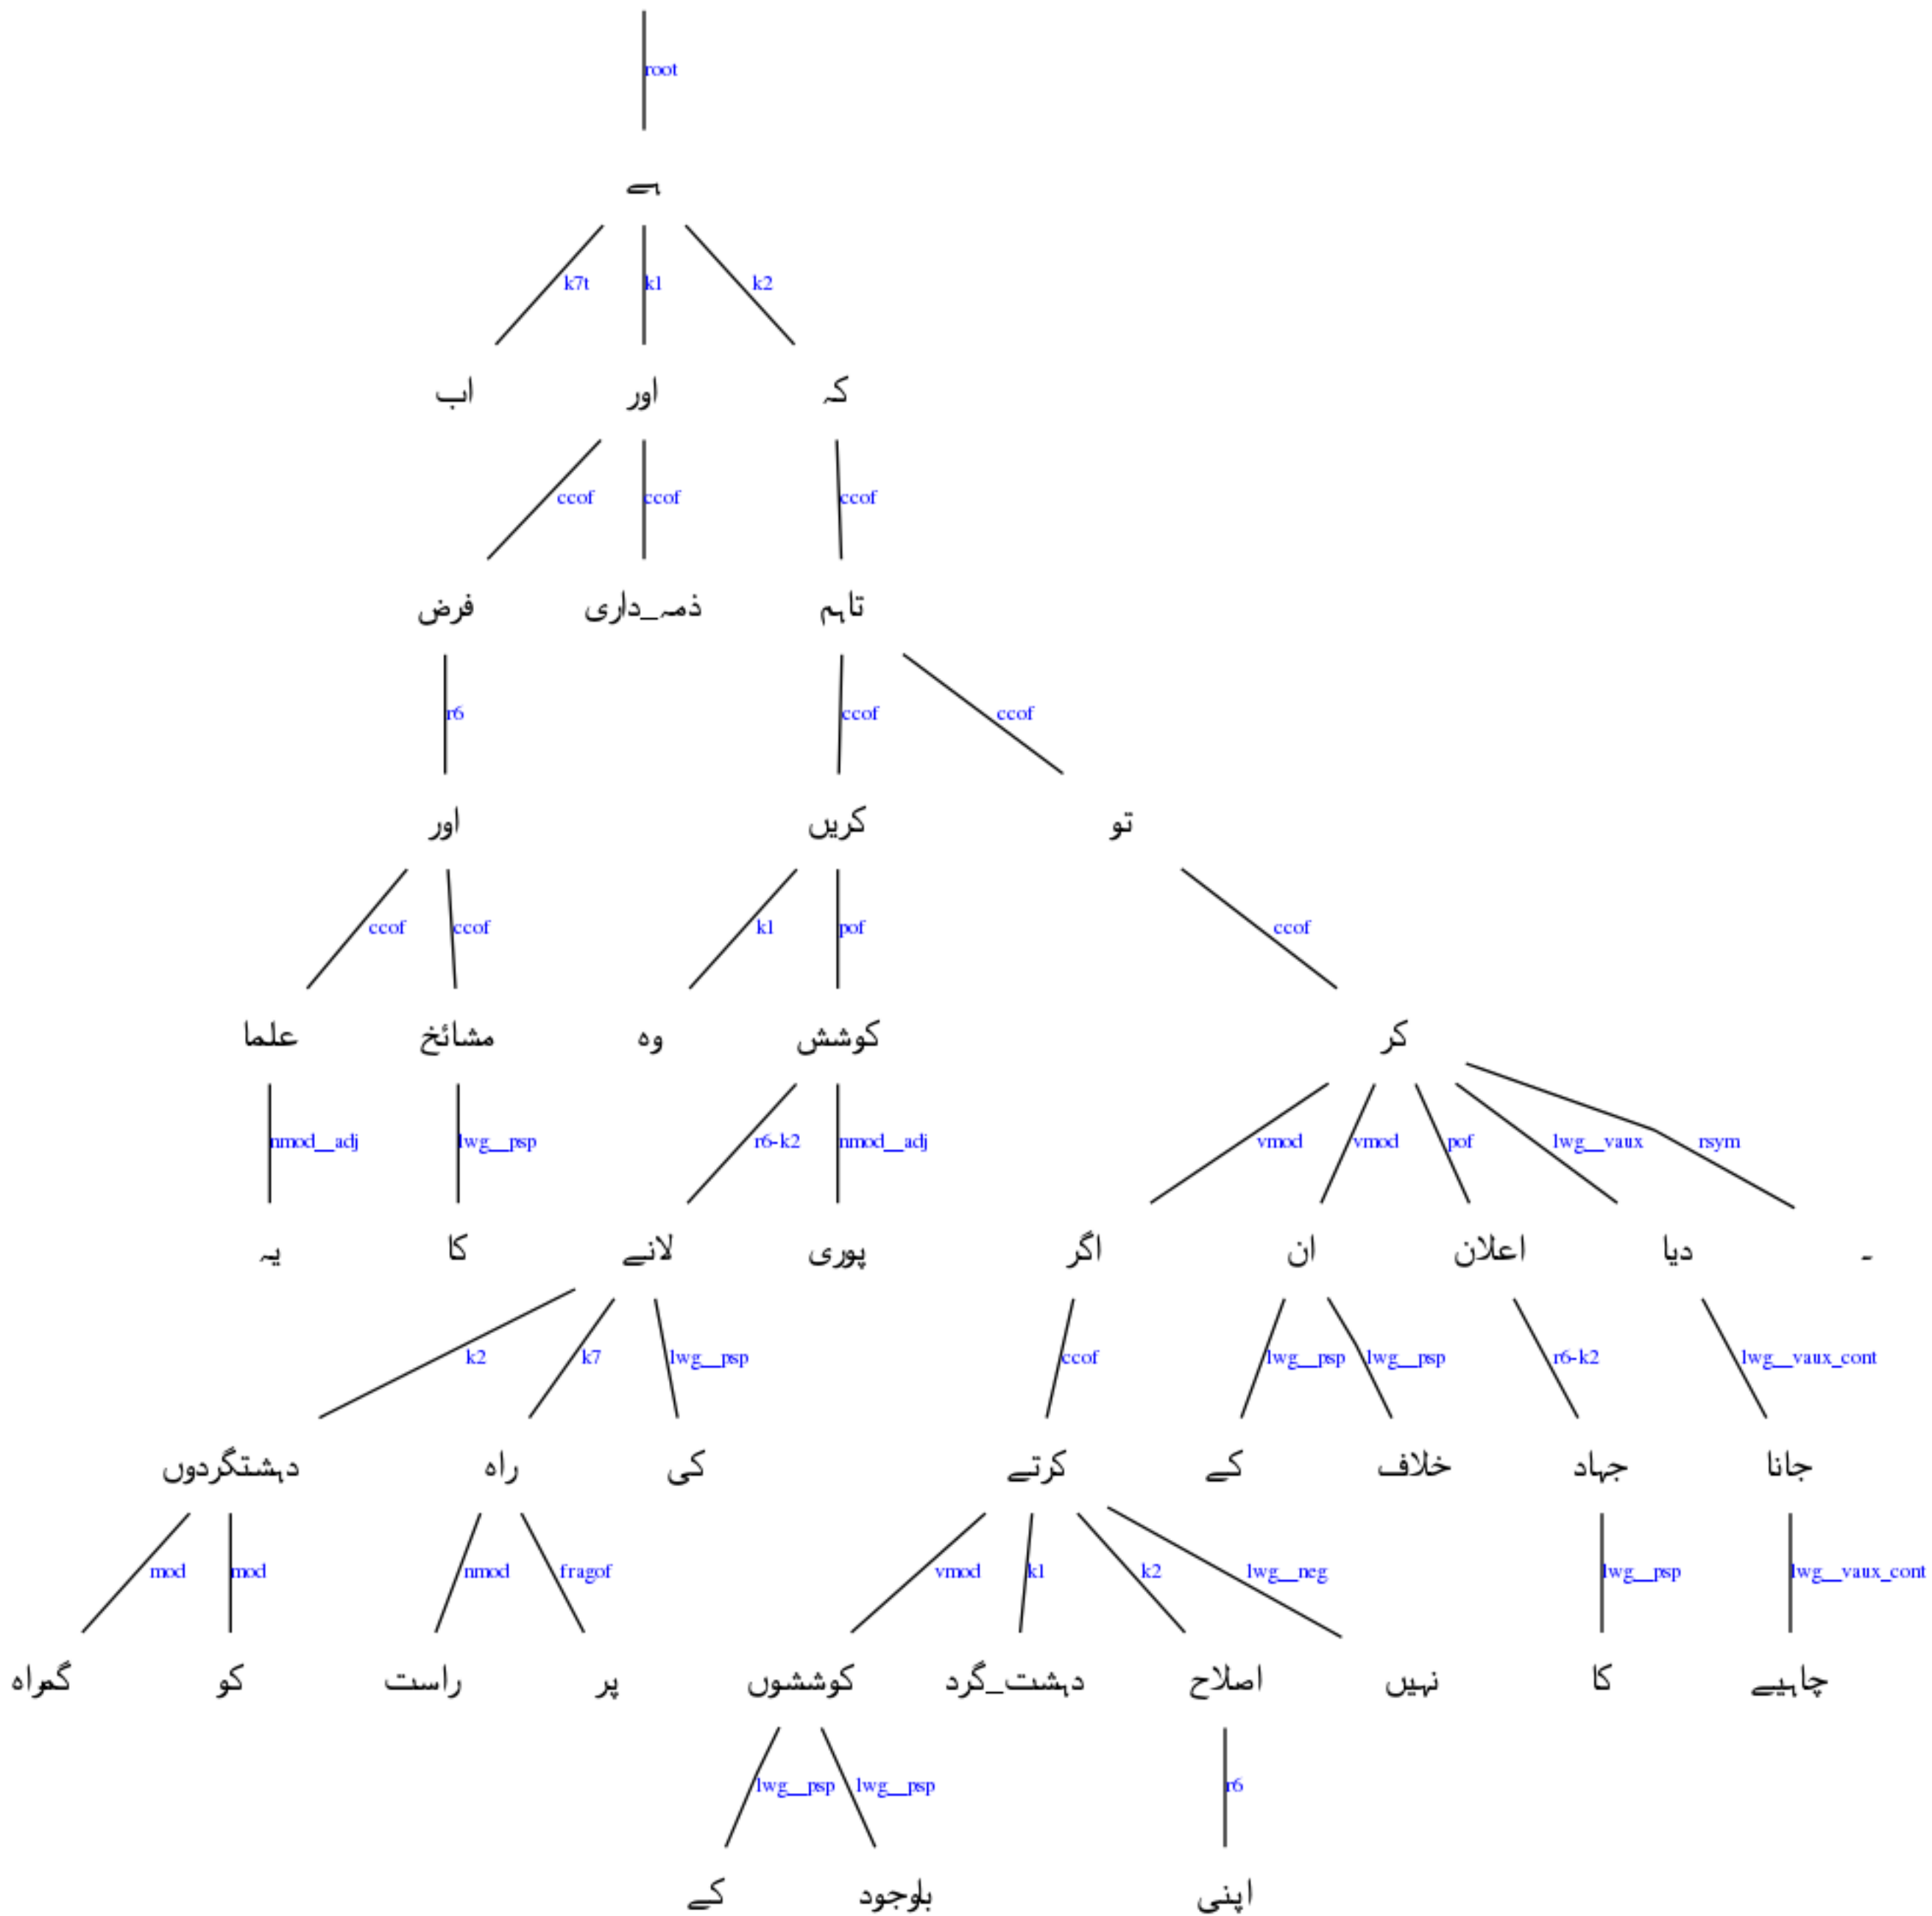 root
ہے
k7t k1 k2
اب اور کہ
ccof ccof ccof
فرض ذمہ_داری تاہم
r6 ccof ccof
اور کریں تو
ccof ccof k1 pof ccof
علما مشائخ وہ کوشش کر
nmod__adj lwg__psp r6-k2 nmod__adj vmod vmod pof lwg__vaux rsym
یہ کا لانے پوری اگر ان اعلان دیا ۔
k2 k7 lwg__psp ccof lwg__psp lwg__psp r6-k2 lwg__vaux_cont
دہشتگردوں راہ کی کرتے کے خلاف جہاد جانا
mod mod nmod fragof vmod k1 k2 lwg__neg lwg__psp lwg__vaux_cont
گمراہ کو راست پر کوششوں دہشت_گرد اصلاح نہیں کا چاہیے
lwg__psp lwg__psp r6
کے باوجود اپنی